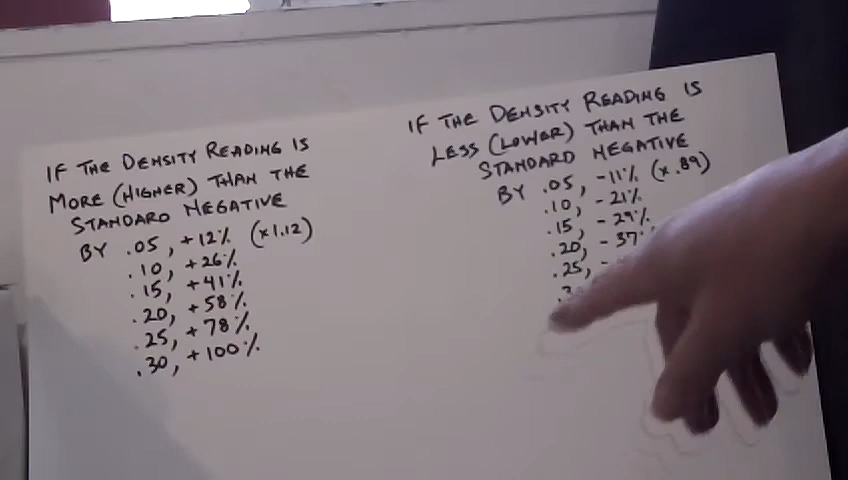 IF THE DENSITY READING IS
MORE (HIGHER) THAN THE
STANDARD NEGATIVE
BY .05, +12% (x1.12)
.10, +26%
.15, +41%
.20, +58%
.25, +78%
.30, +100%
IF THE DENSITY READING IS
LESS (LOWER) THAN THE
STANDARD NEGATIVE
BY .05, -11% (x.89)
.10, -21%
.15, -29%
.20, -37%
.25, -